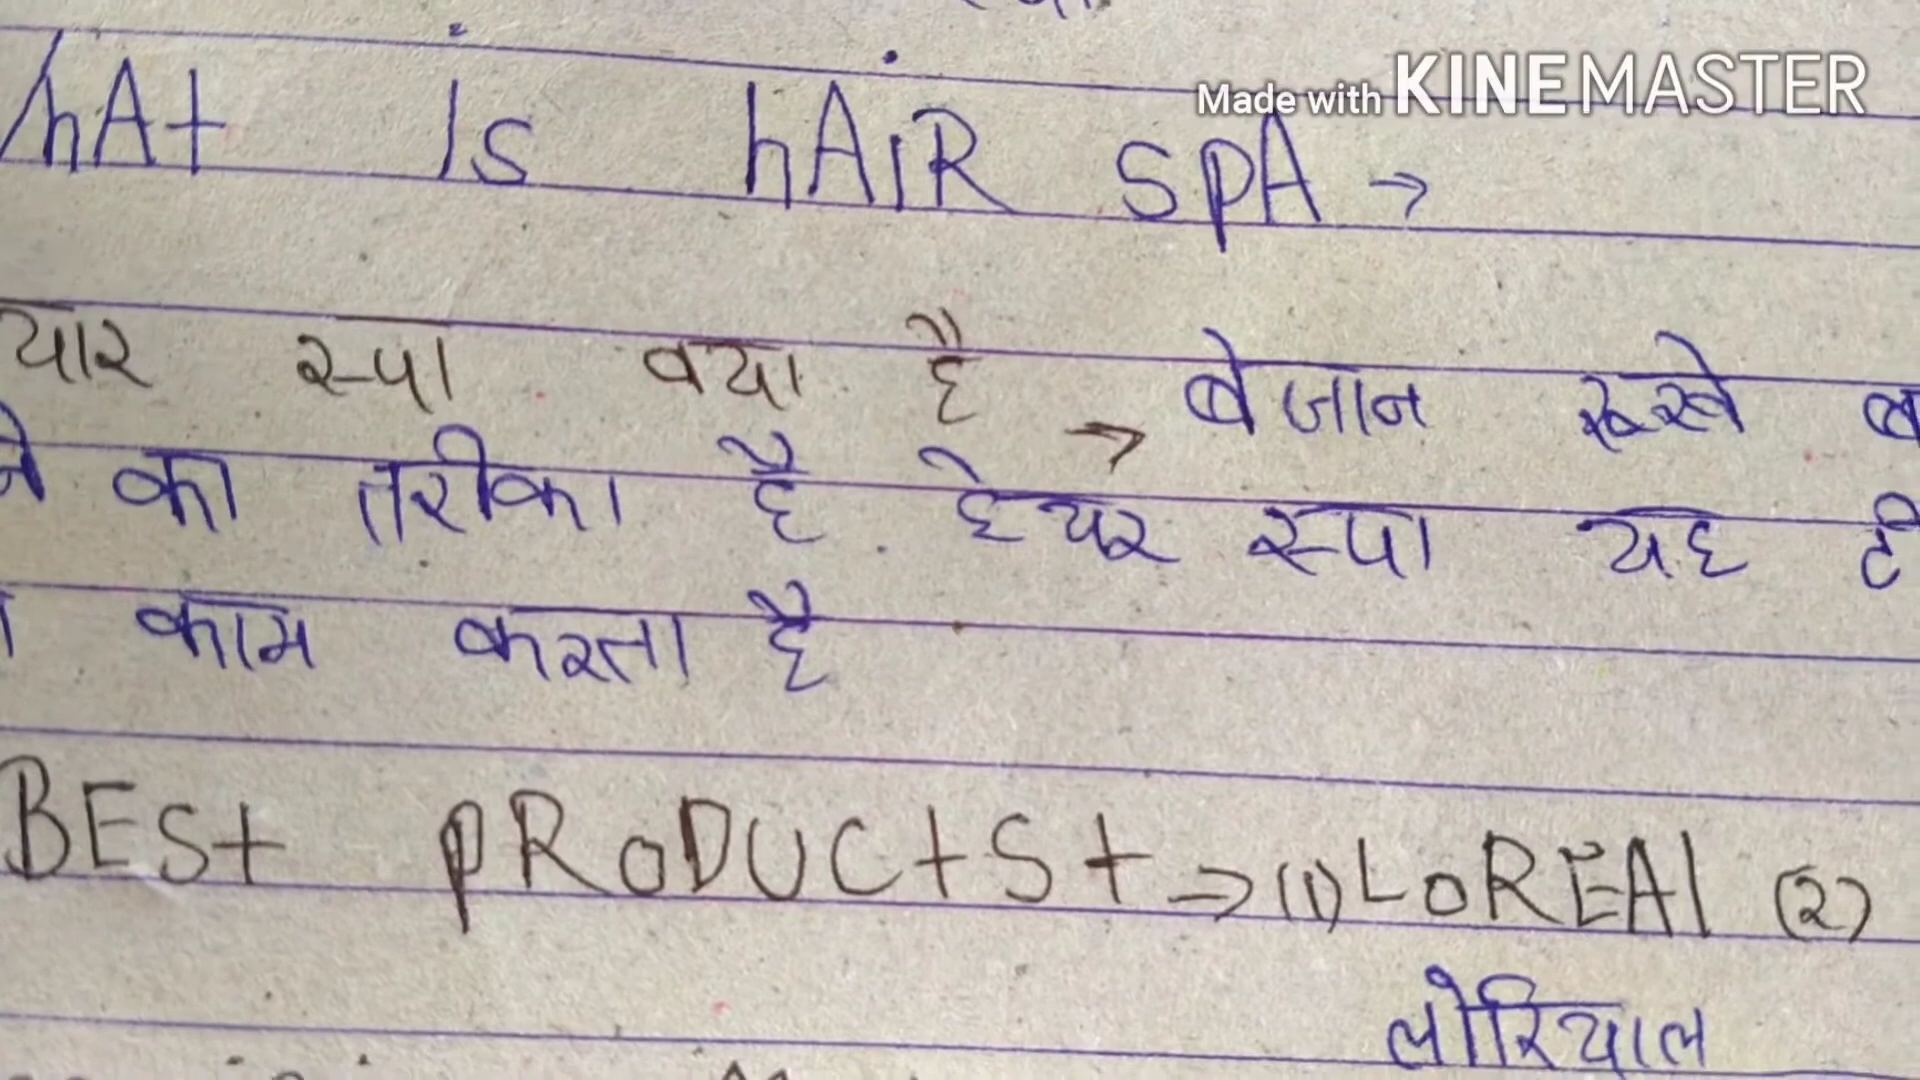 Made with KINEMASTER
hAt is hAiR spA →
यार स्पा क्या है → बेजान रूखे
ने का तरीका है . हेयर स्पा यह
काम करता है
BESt pRoDUCtSt → (1) LoREAl (2)
लोरियाल